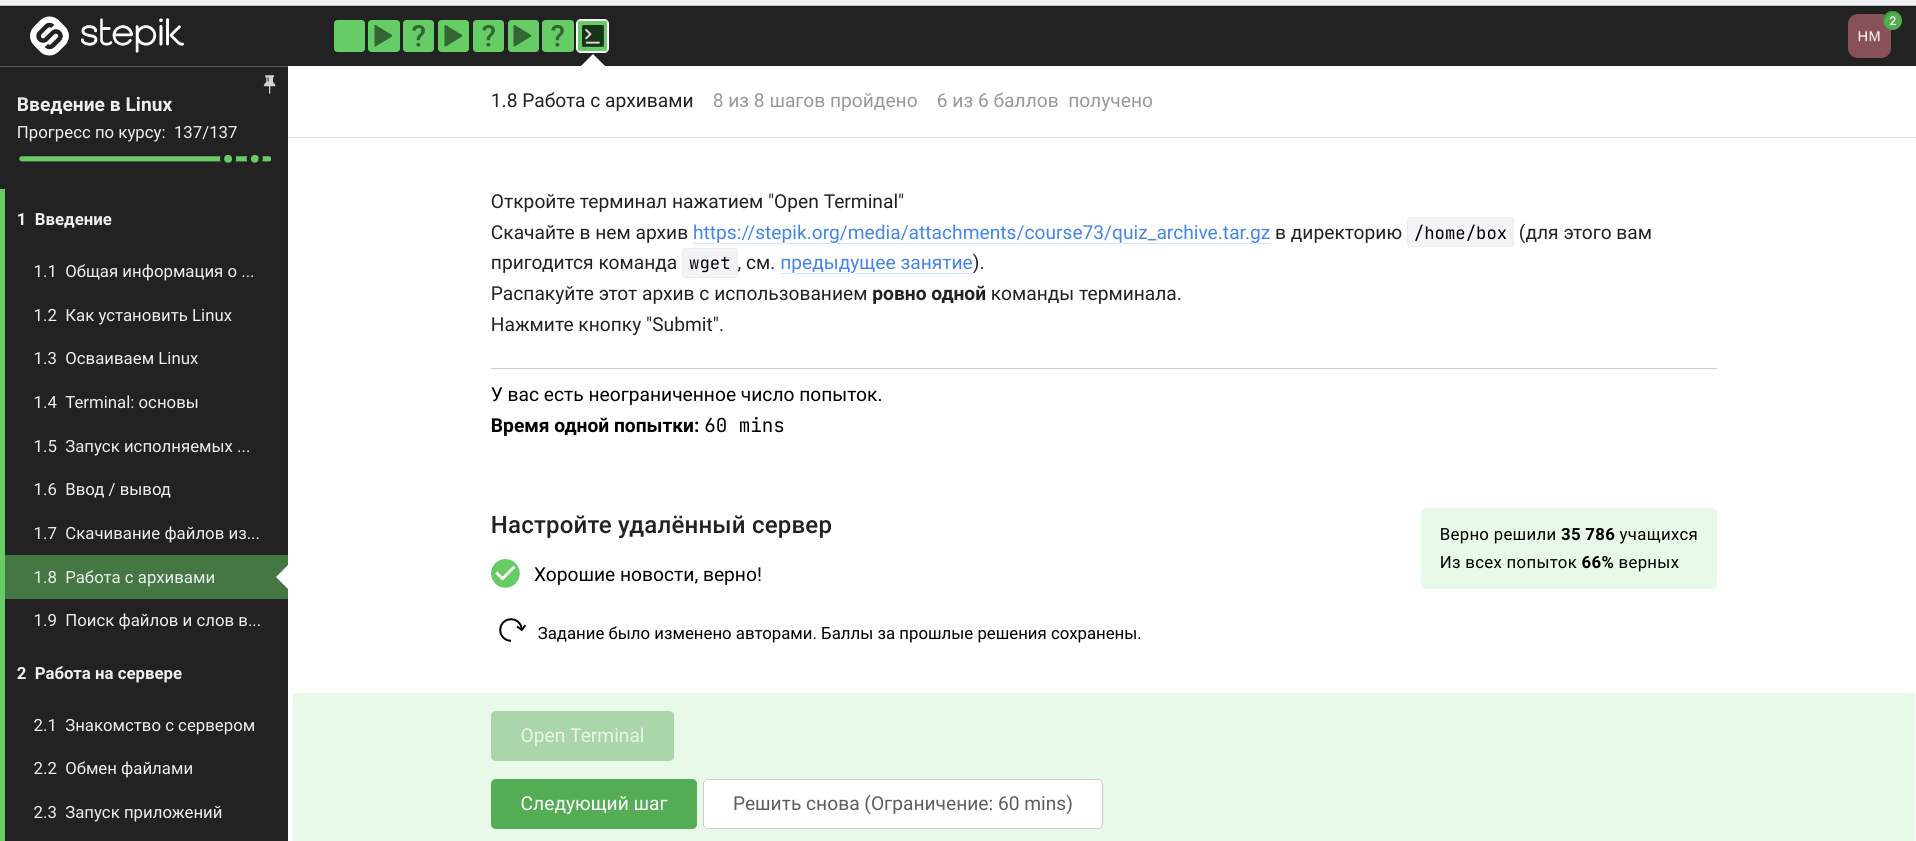 stepik
? ? ?
НМ
2
Введение в Linux
Прогресс по курсу: 137/137
1 Введение
1.1 Общая информация о ...
1.2 Как установить Linux
1.3 Осваиваем Linux
1.4 Terminal: основы
1.5 Запуск исполняемых ...
1.6 Ввод / вывод
1.7 Скачивание файлов из...
1.8 Работа с архивами
1.9 Поиск файлов и слов в...
2 Работа на сервере
2.1 Знакомство с сервером
2.2 Обмен файлами
2.3 Запуск приложений
1.8 Работа с архивами 8 из 8 шагов пройдено 6 из 6 баллов получено
Откройте терминал нажатием "Open Terminal"
Скачайте в нем архив https://stepik.org/media/attachments/course73/quiz_archive.tar.gz в директорию /home/box (для этого вам
пригодится команда wget, см. предыдущее занятие).
Распакуйте этот архив с использованием ровно одной команды терминала.
Нажмите кнопку "Submit".
У вас есть неограниченное число попыток.
Время одной попытки: 60 mins
Настройте удалённый сервер
Хорошие новости, верно!
Верно решили 35 786 учащихся
Из всех попыток 66% верных
Задание было изменено авторами. Баллы за прошлые решения сохранены.
Open Terminal
Следующий шаг
Решить снова (Ограничение: 60 mins)